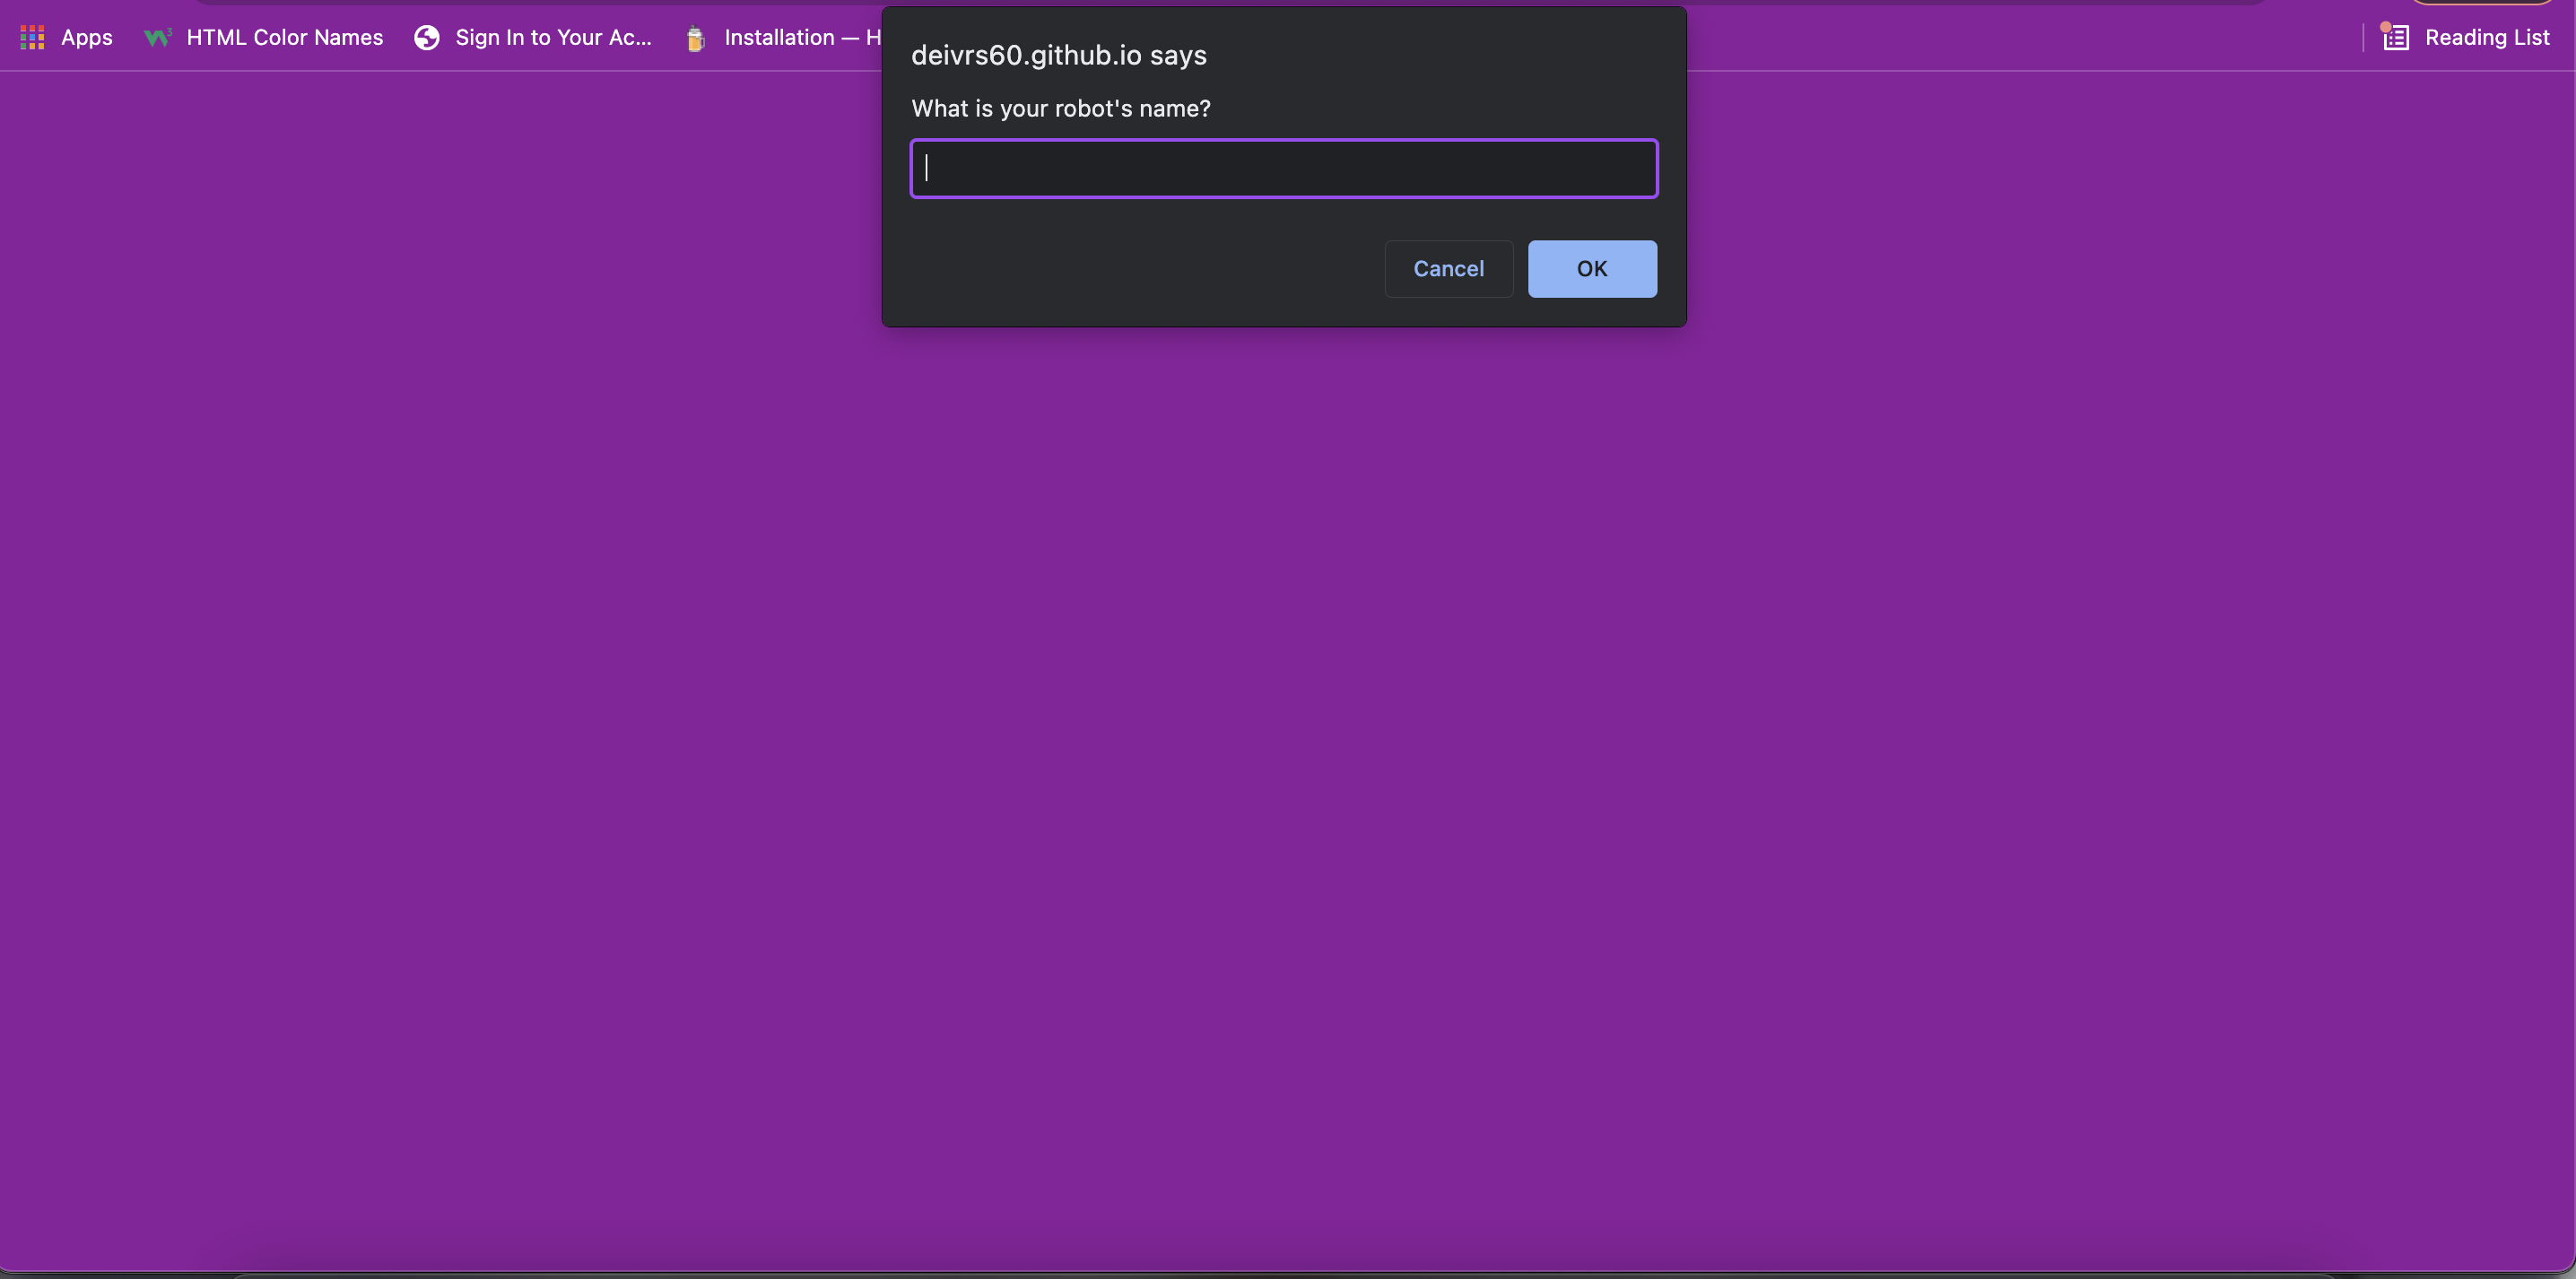 Apps
HTML Color Names
Sign In to Your Ac...
Installation — H
Reading List
deivrs60.github.io says
What is your robot's name?
Cancel
OK